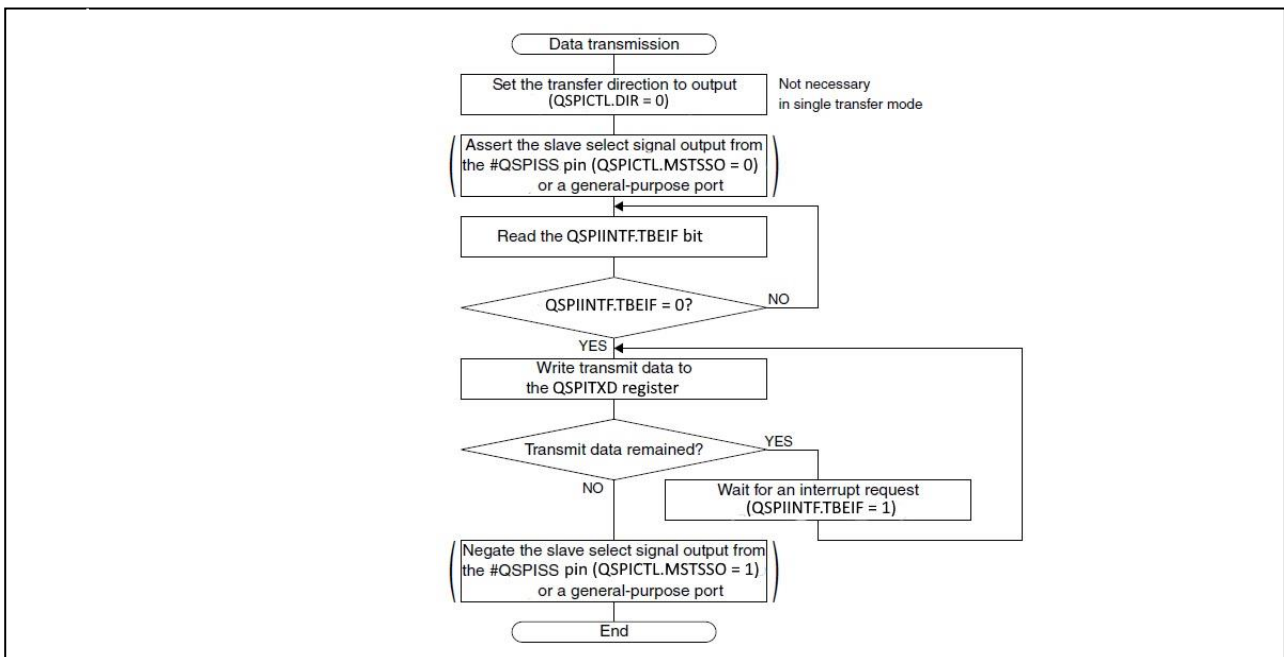 Data transmission
Set the transfer direction to output
(QSPICTL.DIR = 0)
Not necessary
in single transfer mode
Assert the slave select signal output from
the #QSPISS pin (QSPICTL.MSTSSO = 0)
or a general-purpose port
Read the QSPIINTF.TBEIF bit
QSPIINTF.TBEIF = 0?
NO
YES
Write transmit data to
the QSPITXD register
Transmit data remained?
YES
NO
Wait for an interrupt request
(QSPIINTF.TBEIF = 1)
Negate the slave select signal output from
the #QSPISS pin (QSPICTL.MSTSSO = 1)
or a general-purpose port
End